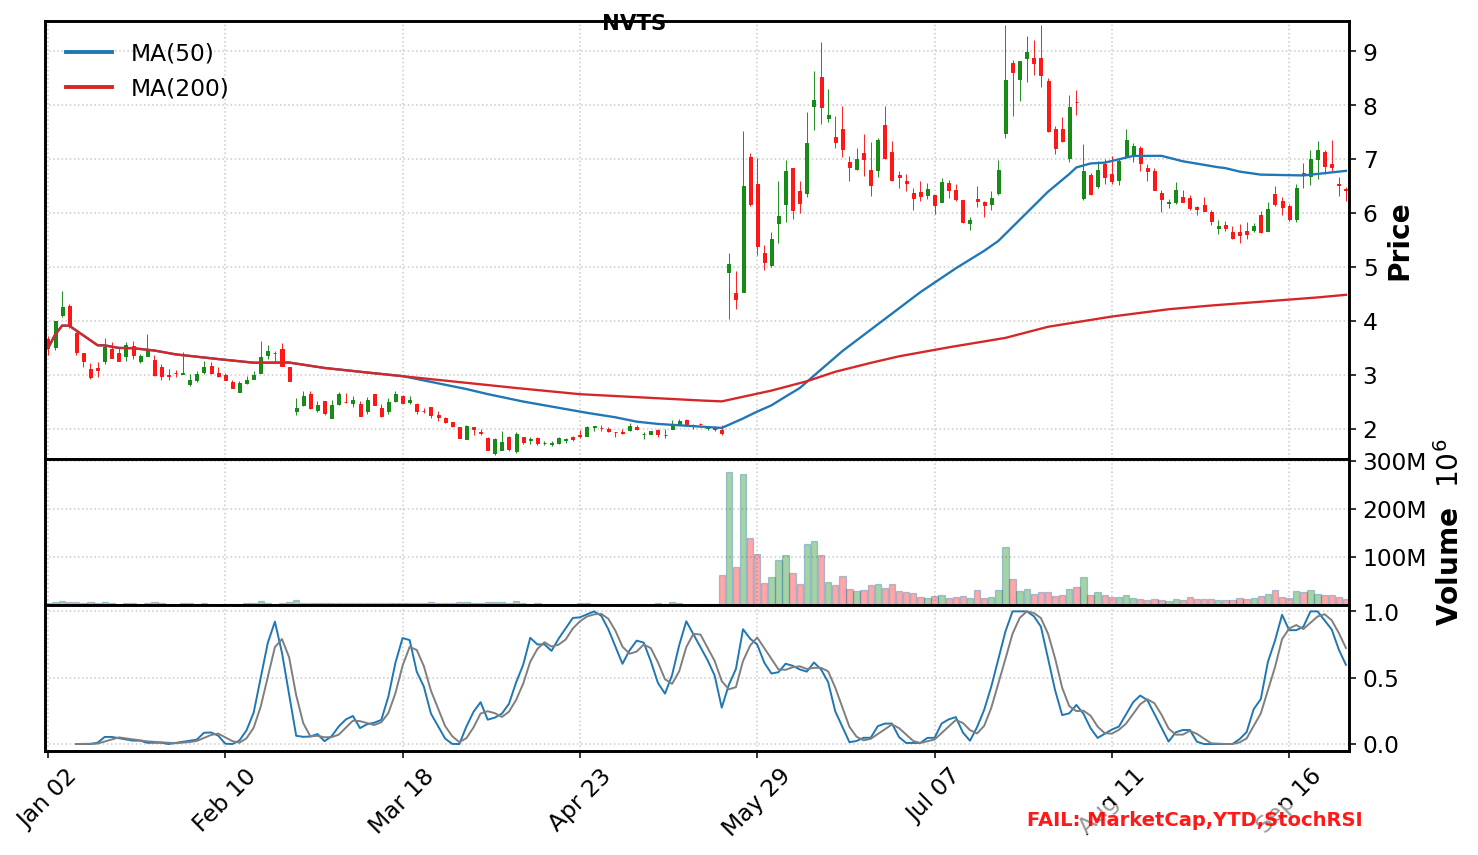 NVTS
MA(50)
MA(200)
9
8
7
6
5
4
3
2
Price
300M
200M
100M
Volume 10^6
1.0
0.5
0.0
Jan 02
Feb 10
Mar 18
Apr 23
May 29
Jul 07
Aug 11
Sep 16
FAIL: MarketCap,YTD,StochRSI